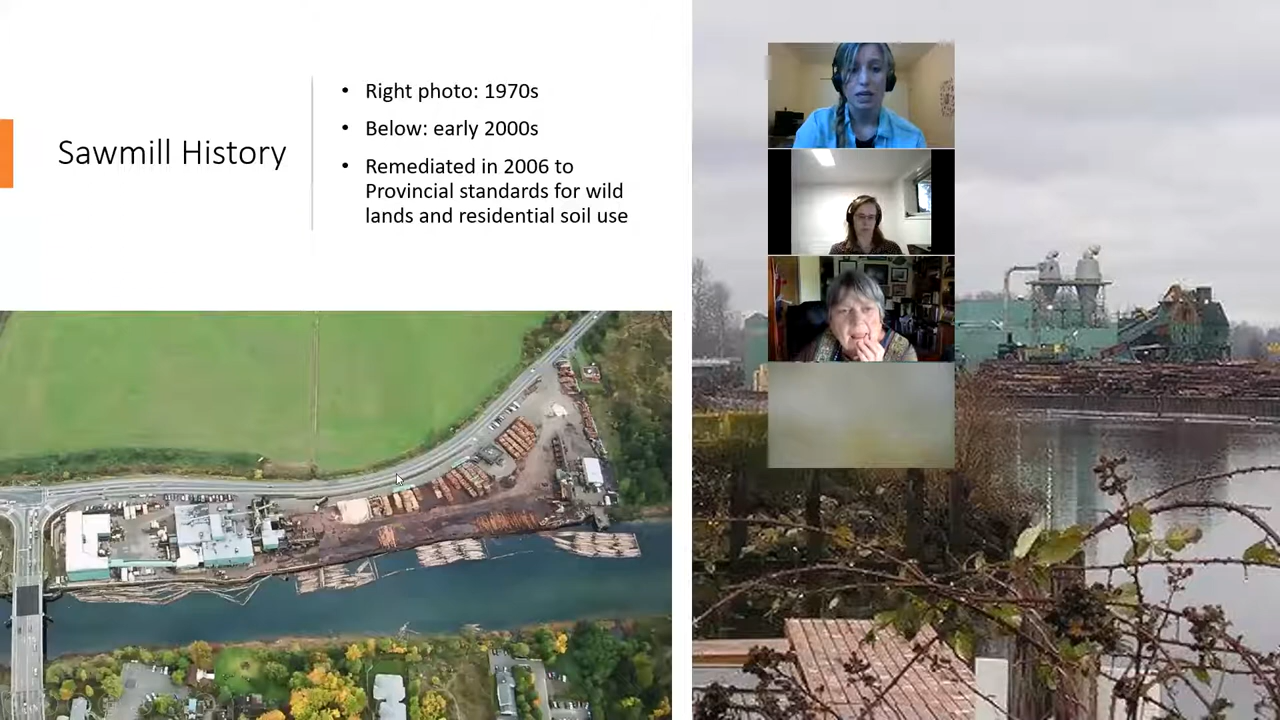 Sawmill History
• Right photo: 1970s
• Below: early 2000s
• Remediated in 2006 to
Provincial standards for wild
lands and residential soil use